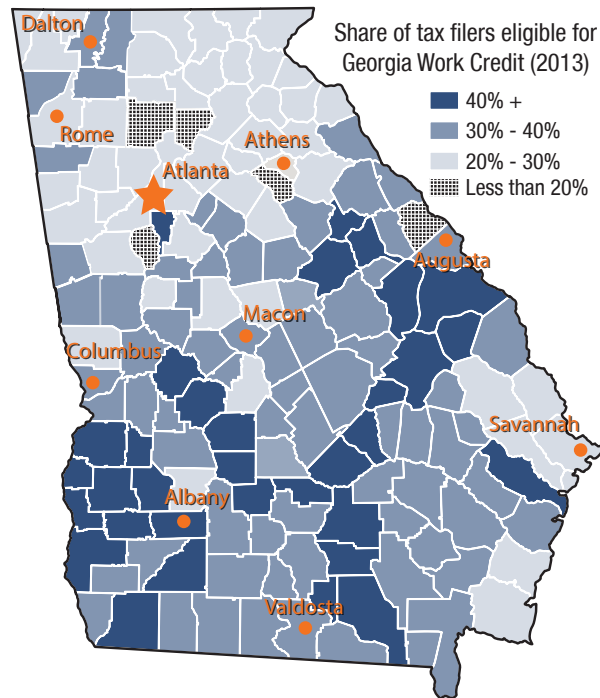 Share of tax filers eligible for
Georgia Work Credit (2013)
40% +
30% - 40%
20% - 30%
Less than 20%
Dalton
Rome
Athens
Atlanta
Augusta
Macon
Columbus
Savannah
Albany
Valdosta